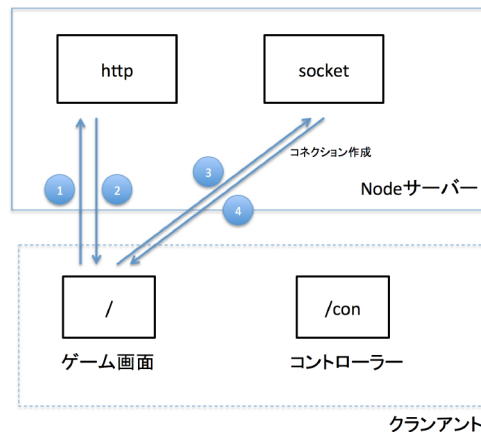 http
socket
コネクション作成
1
2
3
4
Nodeサーバー
/
/con
ゲーム画面
コントローラー
クランアント